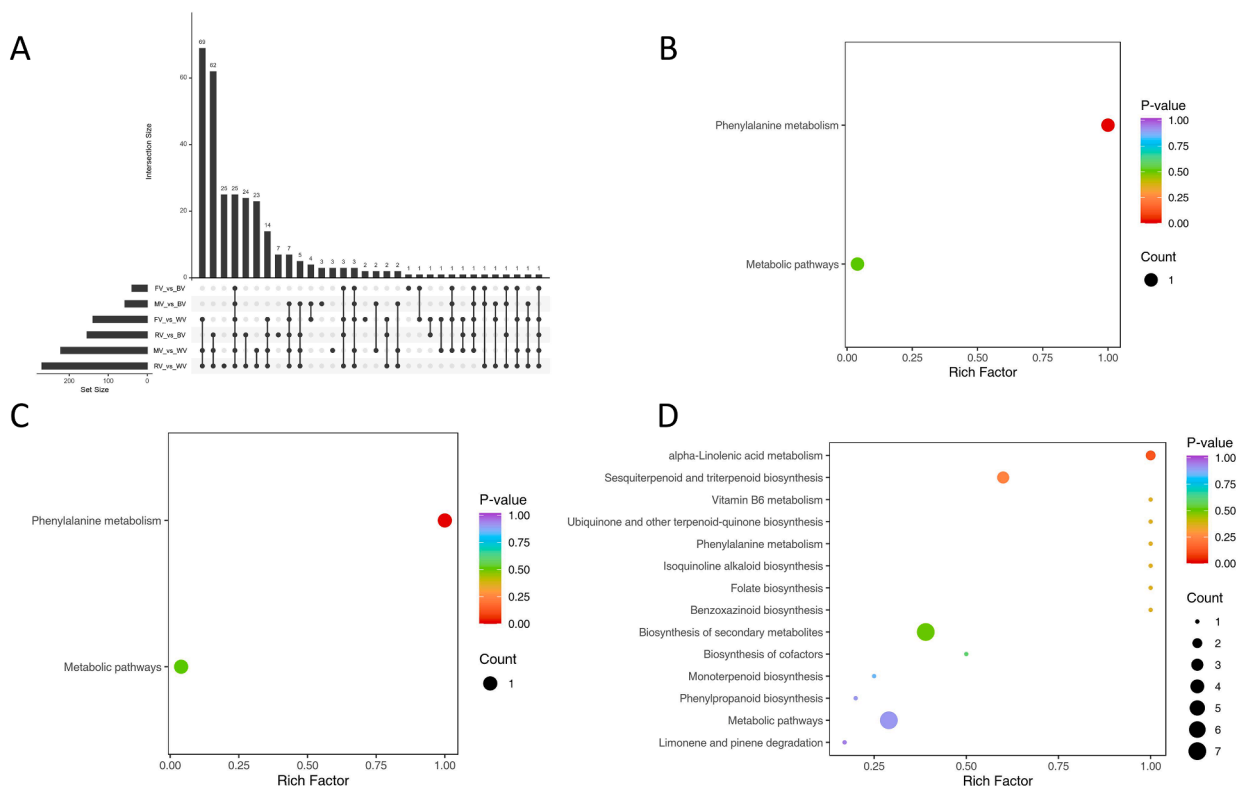 A
69
62
25
25
24
23
14
7
7
5
4
3
3
3
3
2
2
2
2
1
1
1
1
1
1
1
1
1
1
1
1
1
60
40
20
0
Intersection Size
FV_vs_BV
MV_vs_BV
FV_vs_WV
RV_vs_BV
MV_vs_WV
RV_vs_WV
200 100 0
Set Size
B
Phenylalanine metabolism
Metabolic pathways
0.00 0.25 0.50 0.75 1.00
Rich Factor
P-value
1.00
0.75
0.50
0.25
0.00
Count
1
C
Phenylalanine metabolism
Metabolic pathways
0.00 0.25 0.50 0.75 1.00
Rich Factor
P-value
1.00
0.75
0.50
0.25
0.00
Count
1
D
alpha-Linolenic acid metabolism
Sesquiterpenoid and triterpenoid biosynthesis
Vitamin B6 metabolism
Ubiquinone and other terpenoid-quinone biosynthesis
Phenylalanine metabolism
Isoquinoline alkaloid biosynthesis
Folate biosynthesis
Benzoxazinoid biosynthesis
Biosynthesis of secondary metabolites
Biosynthesis of cofactors
Monoterpenoid biosynthesis
Phenylpropanoid biosynthesis
Metabolic pathways
Limonene and pinene degradation
0.25 0.50 0.75 1.00
Rich Factor
P-value
1.00
0.75
0.50
0.25
0.00
Count
1
2
3
4
5
6
7